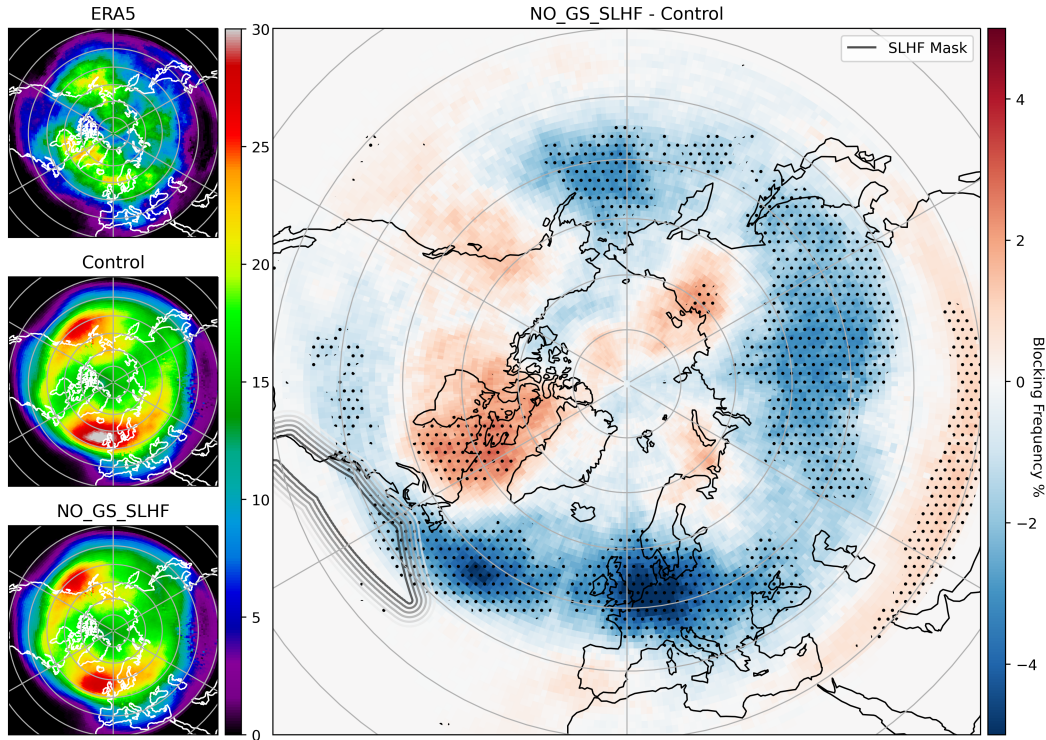 ERA5
Control
NO_GS_SLHF
30
25
20
15
10
5
0
NO_GS_SLHF - Control
SLHF Mask
4
2
0
−2
−4
Blocking Frequency %